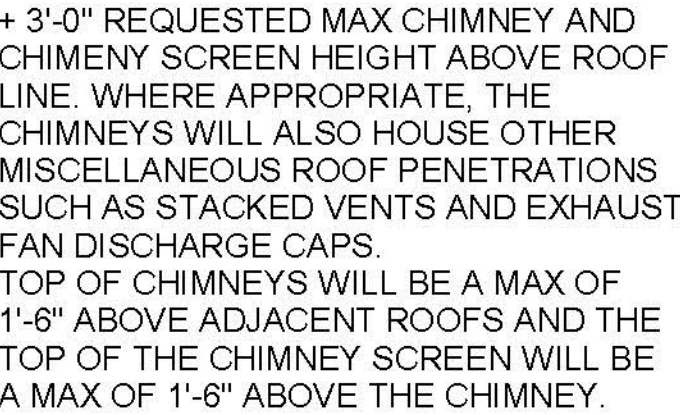 + 3'-0" REQUESTED MAX CHIMNEY AND
CHIMENY SCREEN HEIGHT ABOVE ROOF
LINE. WHERE APPROPRIATE, THE
CHIMNEYS WILL ALSO HOUSE OTHER
MISCELLANEOUS ROOF PENETRATIONS
SUCH AS STACKED VENTS AND EXHAUST
FAN DISCHARGE CAPS.
TOP OF CHIMNEYS WILL BE A MAX OF
1'-6" ABOVE ADJACENT ROOFS AND THE
TOP OF THE CHIMNEY SCREEN WILL BE
A MAX OF 1'-6" ABOVE THE CHIMNEY.